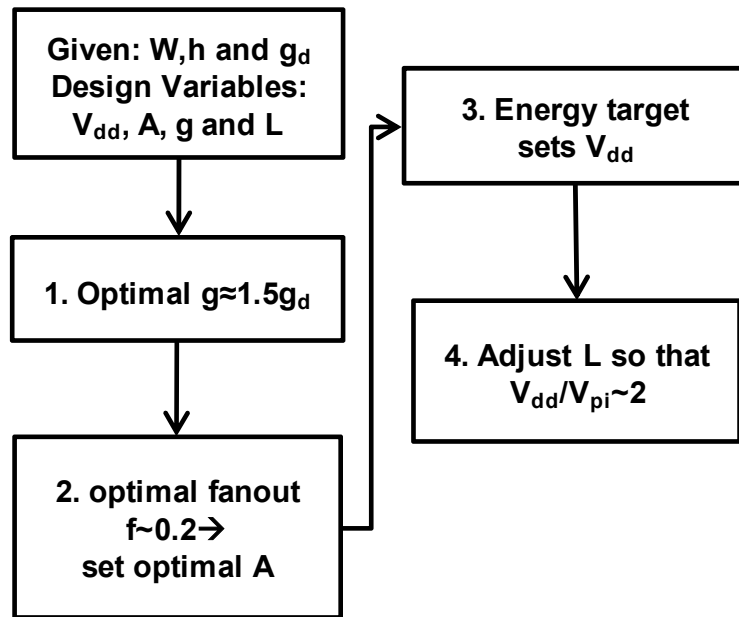 Given: W,h and gd
Design Variables:
Vdd, A, g and L
1. Optimal g≈1.5gd
2. optimal fanout
f~0.2→
set optimal A
3. Energy target
sets Vdd
4. Adjust L so that
Vdd/Vpi~2